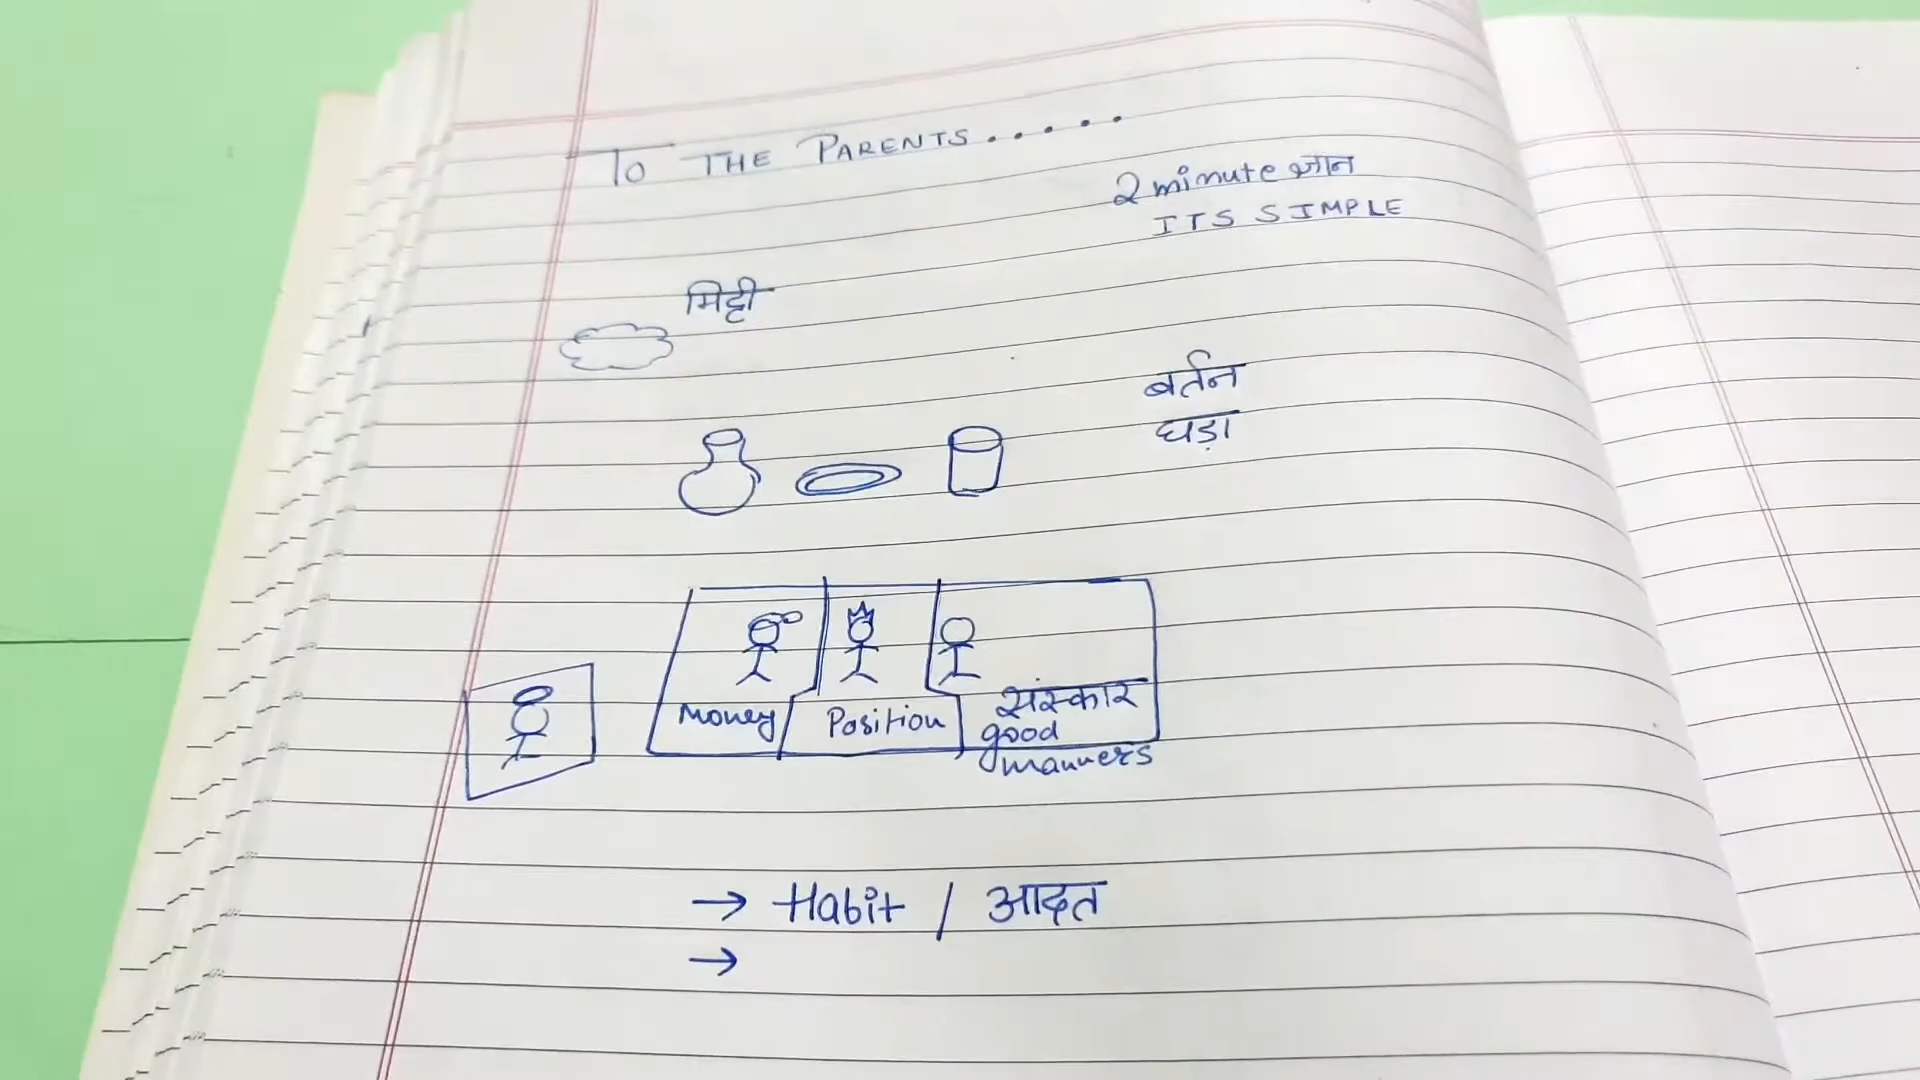 TO THE PARENTS.....
2 minute ज्ञान
ITS SIMPLE
मिट्टी
बर्तन
घड़ा
Money
Position
संस्कार
good
manners
→ Habit / आदत
→